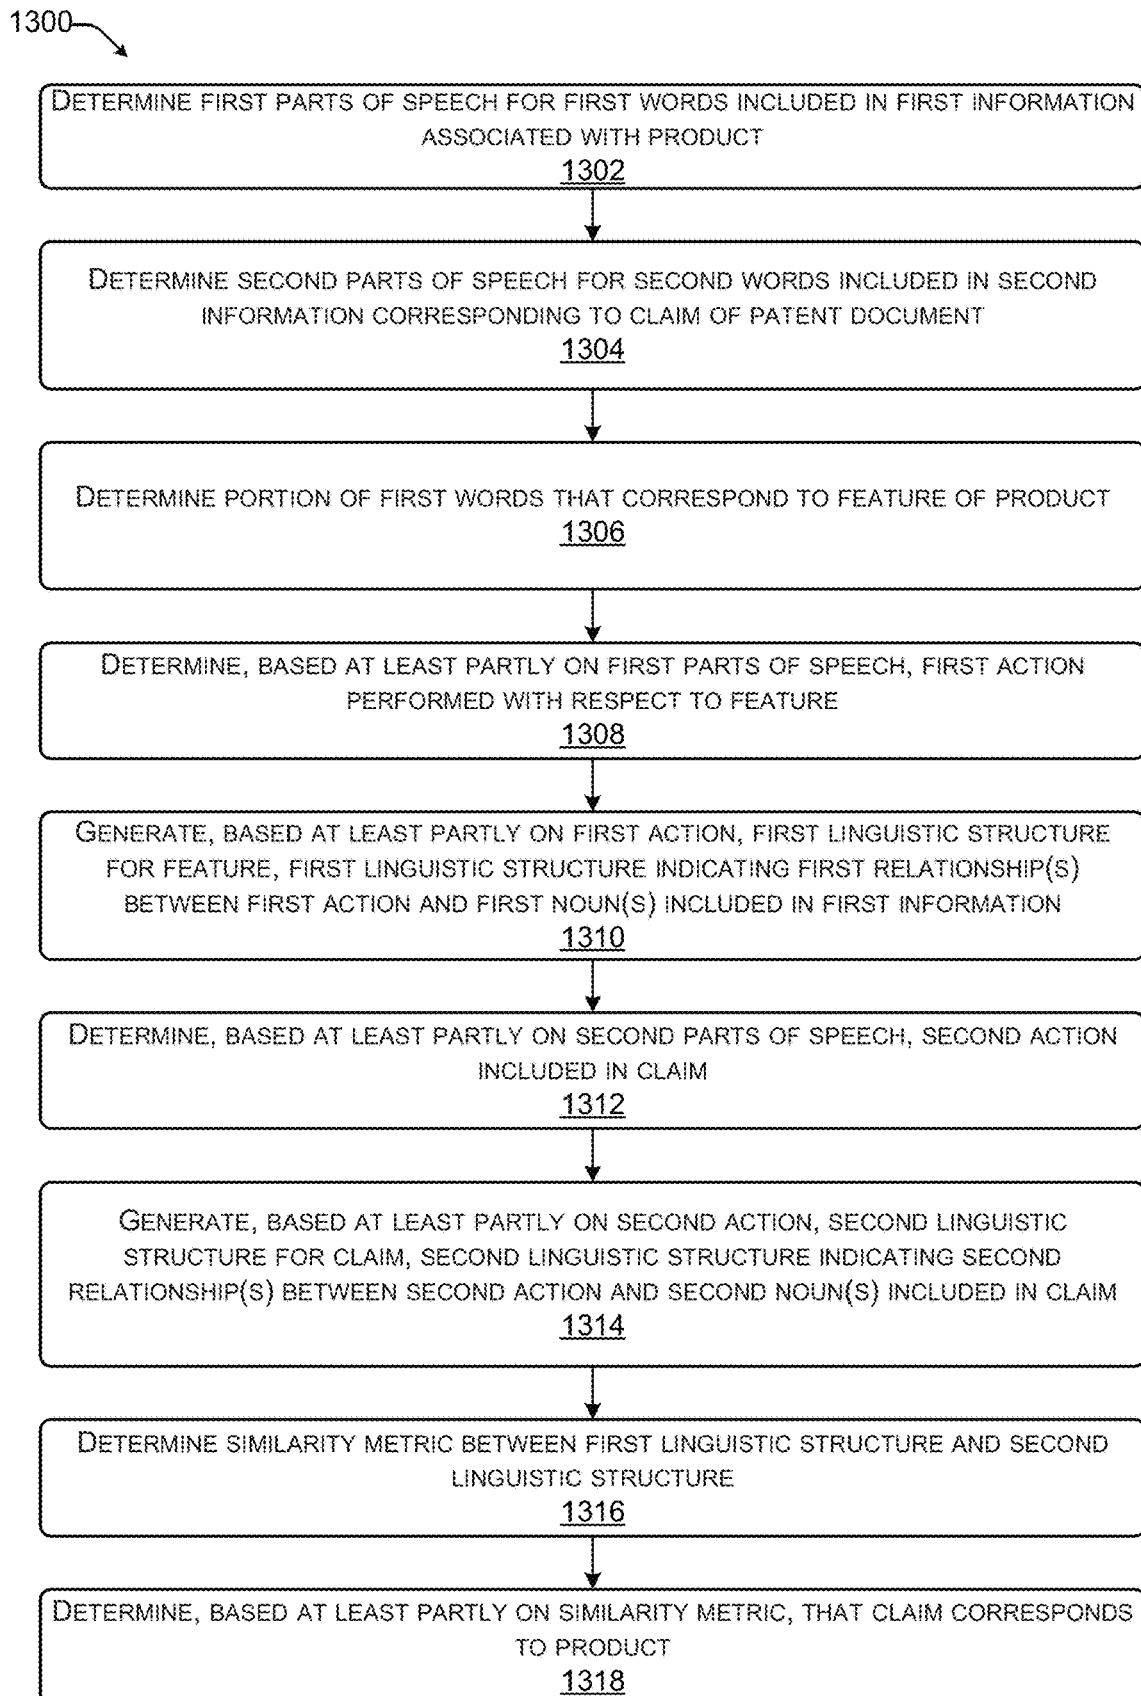 1300
DETERMINE FIRST PARTS OF SPEECH FOR FIRST WORDS INCLUDED IN FIRST INFORMATION
ASSOCIATED WITH PRODUCT
1302
DETERMINE SECOND PARTS OF SPEECH FOR SECOND WORDS INCLUDED IN SECOND
INFORMATION CORRESPONDING TO CLAIM OF PATENT DOCUMENT
1304
DETERMINE PORTION OF FIRST WORDS THAT CORRESPOND TO FEATURE OF PRODUCT
1306
DETERMINE, BASED AT LEAST PARTLY ON FIRST PARTS OF SPEECH, FIRST ACTION
PERFORMED WITH RESPECT TO FEATURE
1308
GENERATE, BASED AT LEAST PARTLY ON FIRST ACTION, FIRST LINGUISTIC STRUCTURE
FOR FEATURE, FIRST LINGUISTIC STRUCTURE INDICATING FIRST RELATIONSHIP(S)
BETWEEN FIRST ACTION AND FIRST NOUN(S) INCLUDED IN FIRST INFORMATION
1310
DETERMINE, BASED AT LEAST PARTLY ON SECOND PARTS OF SPEECH, SECOND ACTION
INCLUDED IN CLAIM
1312
GENERATE, BASED AT LEAST PARTLY ON SECOND ACTION, SECOND LINGUISTIC
STRUCTURE FOR CLAIM, SECOND LINGUISTIC STRUCTURE INDICATING SECOND
RELATIONSHIP(S) BETWEEN SECOND ACTION AND SECOND NOUN(S) INCLUDED IN CLAIM
1314
DETERMINE SIMILARITY METRIC BETWEEN FIRST LINGUISTIC STRUCTURE AND SECOND
LINGUISTIC STRUCTURE
1316
DETERMINE, BASED AT LEAST PARTLY ON SIMILARITY METRIC, THAT CLAIM CORRESPONDS
TO PRODUCT
1318